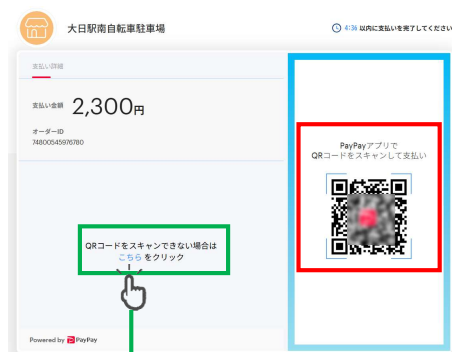 大日駅南自転車駐車場
4:36 以内に支払いを完了してください
支払い詳細
支払い金額 2,300円
オーダーID
74800545976780
PayPayアプリで
QRコードをスキャンして支払い
QRコードをスキャンできない場合は
こちら をクリック
Powered by PayPay